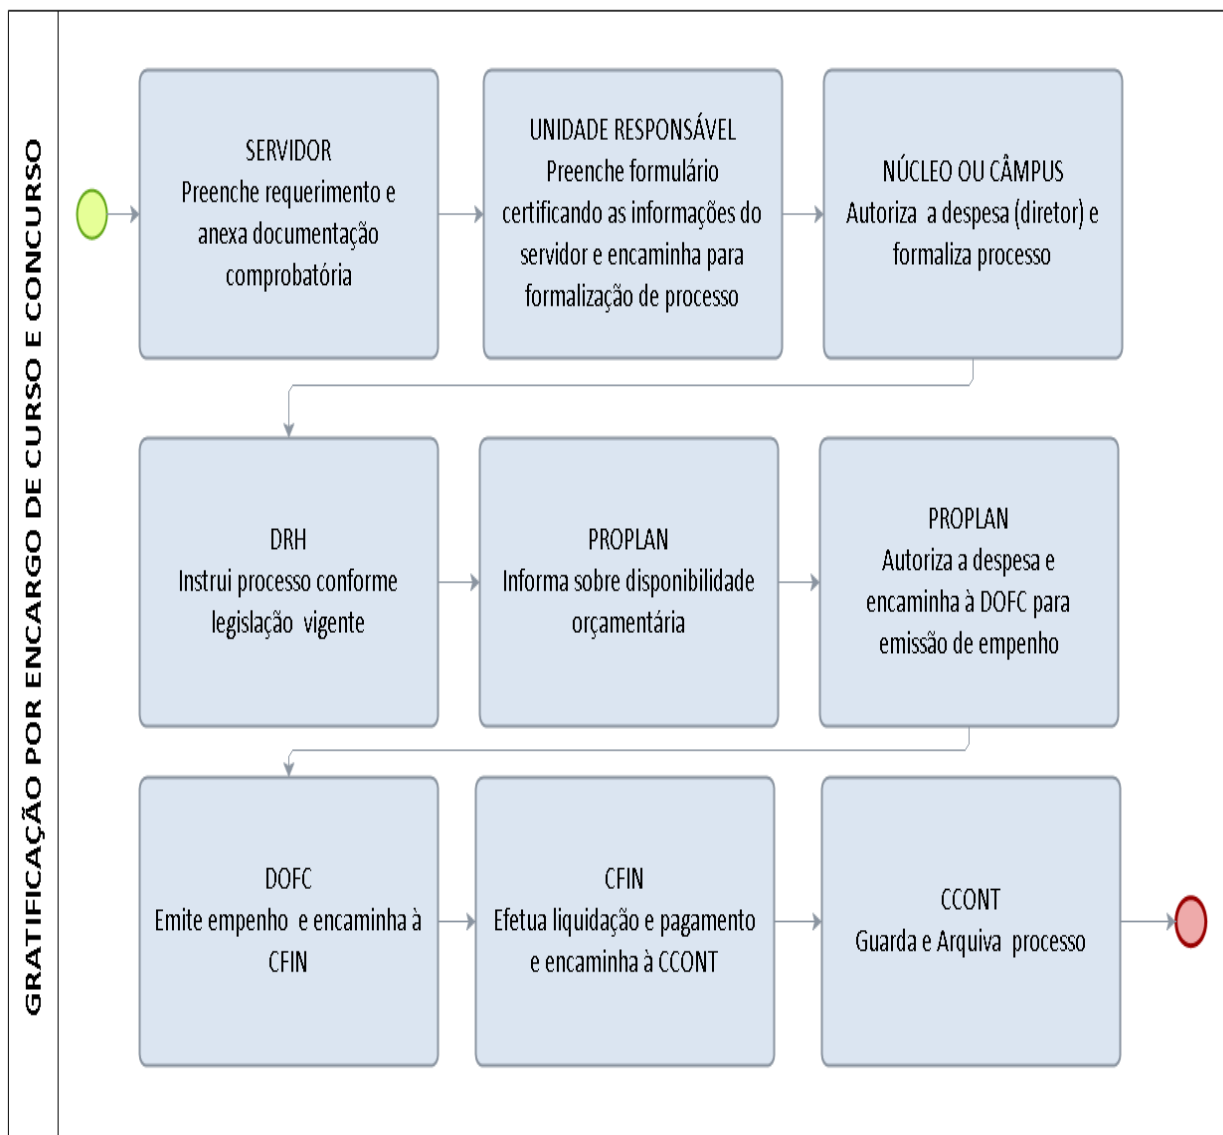 GRATIFICAÇÃO POR ENCARGO DE CURSO E CONCURSO
SERVIDOR
Preenche requerimento e
anexa documentação
comprobatória
UNIDADE RESPONSÁVEL
Preenche formulário
certificando as informações do
servidor e encaminha para
formalização de processo
NÚCLEO OU CÂMPUS
Autoriza a despesa (diretor) e
formaliza processo
DRH
Instrui processo conforme
legislação vigente
PROPLAN
Informa sobre disponibilidade
orçamentária
PROPLAN
Autoriza a despesa e
encaminha à DOFC para
emissão de empenho
DOFC
Emite empenho e encaminha à
CFIN
CFIN
Efetua liquidação e pagamento
e encaminha à CCONT
CCONT
Guarda e Arquiva processo